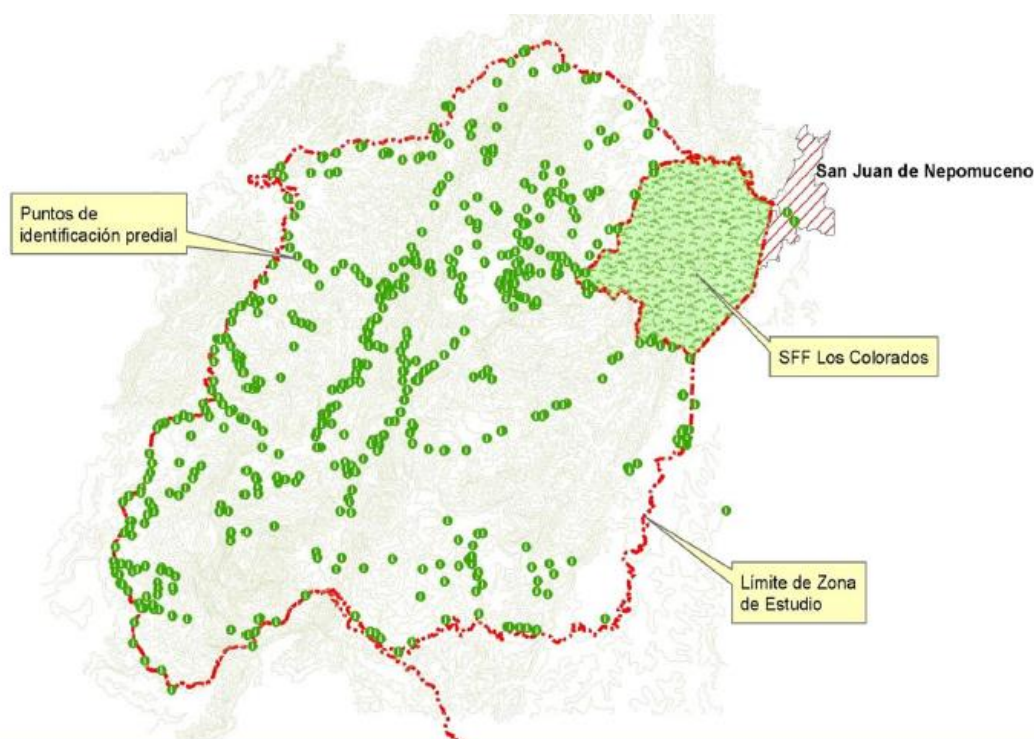 San Juan de Nepomuceno
Puntos de
identificación predial
SFF Los Colorados
Límite de Zona
de Estudio